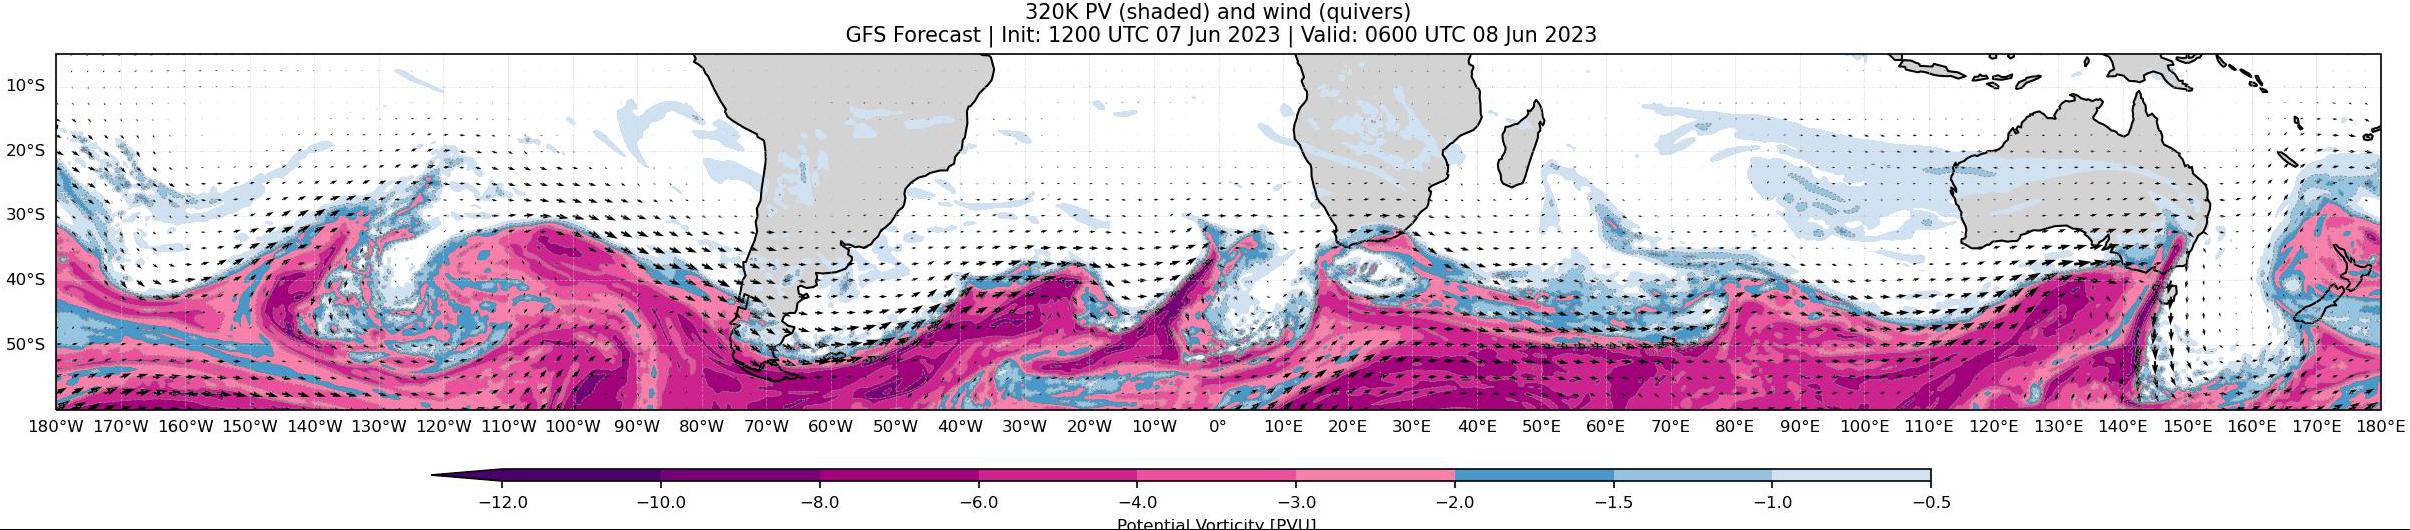 320K PV (shaded) and wind (quivers)
GFS Forecast | Init: 1200 UTC 07 Jun 2023 | Valid: 0600 UTC 08 Jun 2023
10°S
20°S
30°S
40°S
50°S
180°W 170°W 160°W 150°W 140°W 130°W 120°W 110°W 100°W 90°W 80°W 70°W 60°W 50°W 40°W 30°W 20°W 10°W 0° 10°E 20°E 30°E 40°E 50°E 60°E 70°E 80°E 90°E 100°E 110°E 120°E 130°E 140°E 150°E 160°E 170°E 180°E
−12.0 −10.0 −8.0 −6.0 −4.0 −3.0 −2.0 −1.5 −1.0 −0.5
Potential Vorticity [PVU]